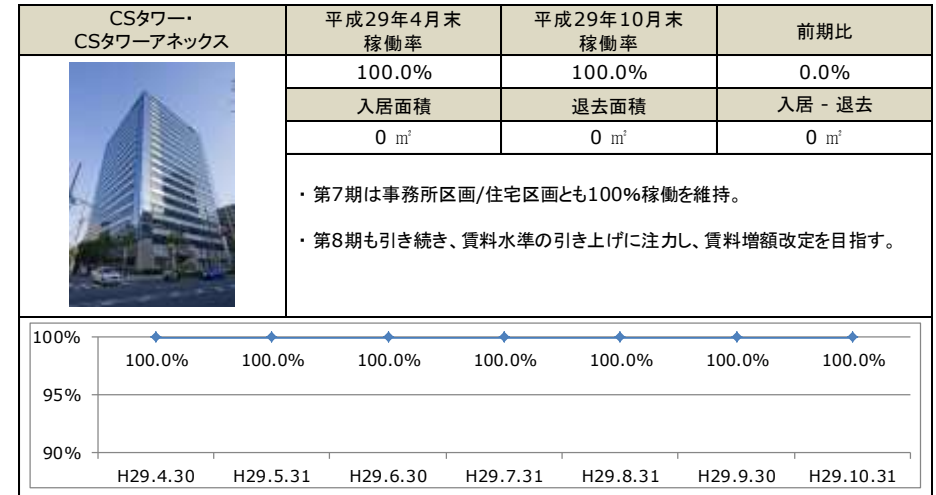 CSタワー・
CSタワーアネックス
平成29年4月末
稼働率
平成29年10月末
稼働率
前期比
100.0%
100.0%
0.0%
入居面積
退去面積
入居 - 退去
0 ㎡
0 ㎡
0 ㎡
・ 第7期は事務所区画/住宅区画とも100%稼働を維持。
・ 第8期も引き続き、賃料水準の引き上げに注力し、賃料増額改定を目指す。
100%
100.0%
100.0%
100.0%
100.0%
100.0%
100.0%
100.0%
95%
90%
H29.4.30
H29.5.31
H29.6.30
H29.7.31
H29.8.31
H29.9.30
H29.10.31